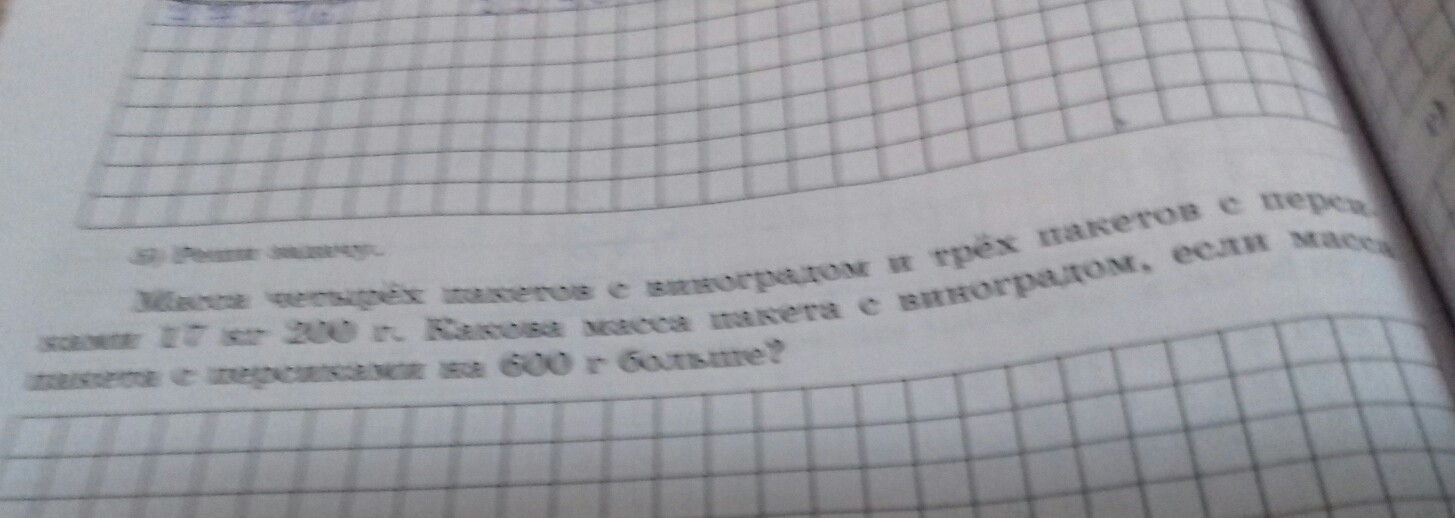 5) Реши задачу.
Масса четырёх пакетов с виноградом и трёх пакетов с перси-
ками 17 кг 200 г. Какова масса пакета с виноградом, если масса
пакета с персиками на 600 г больше?